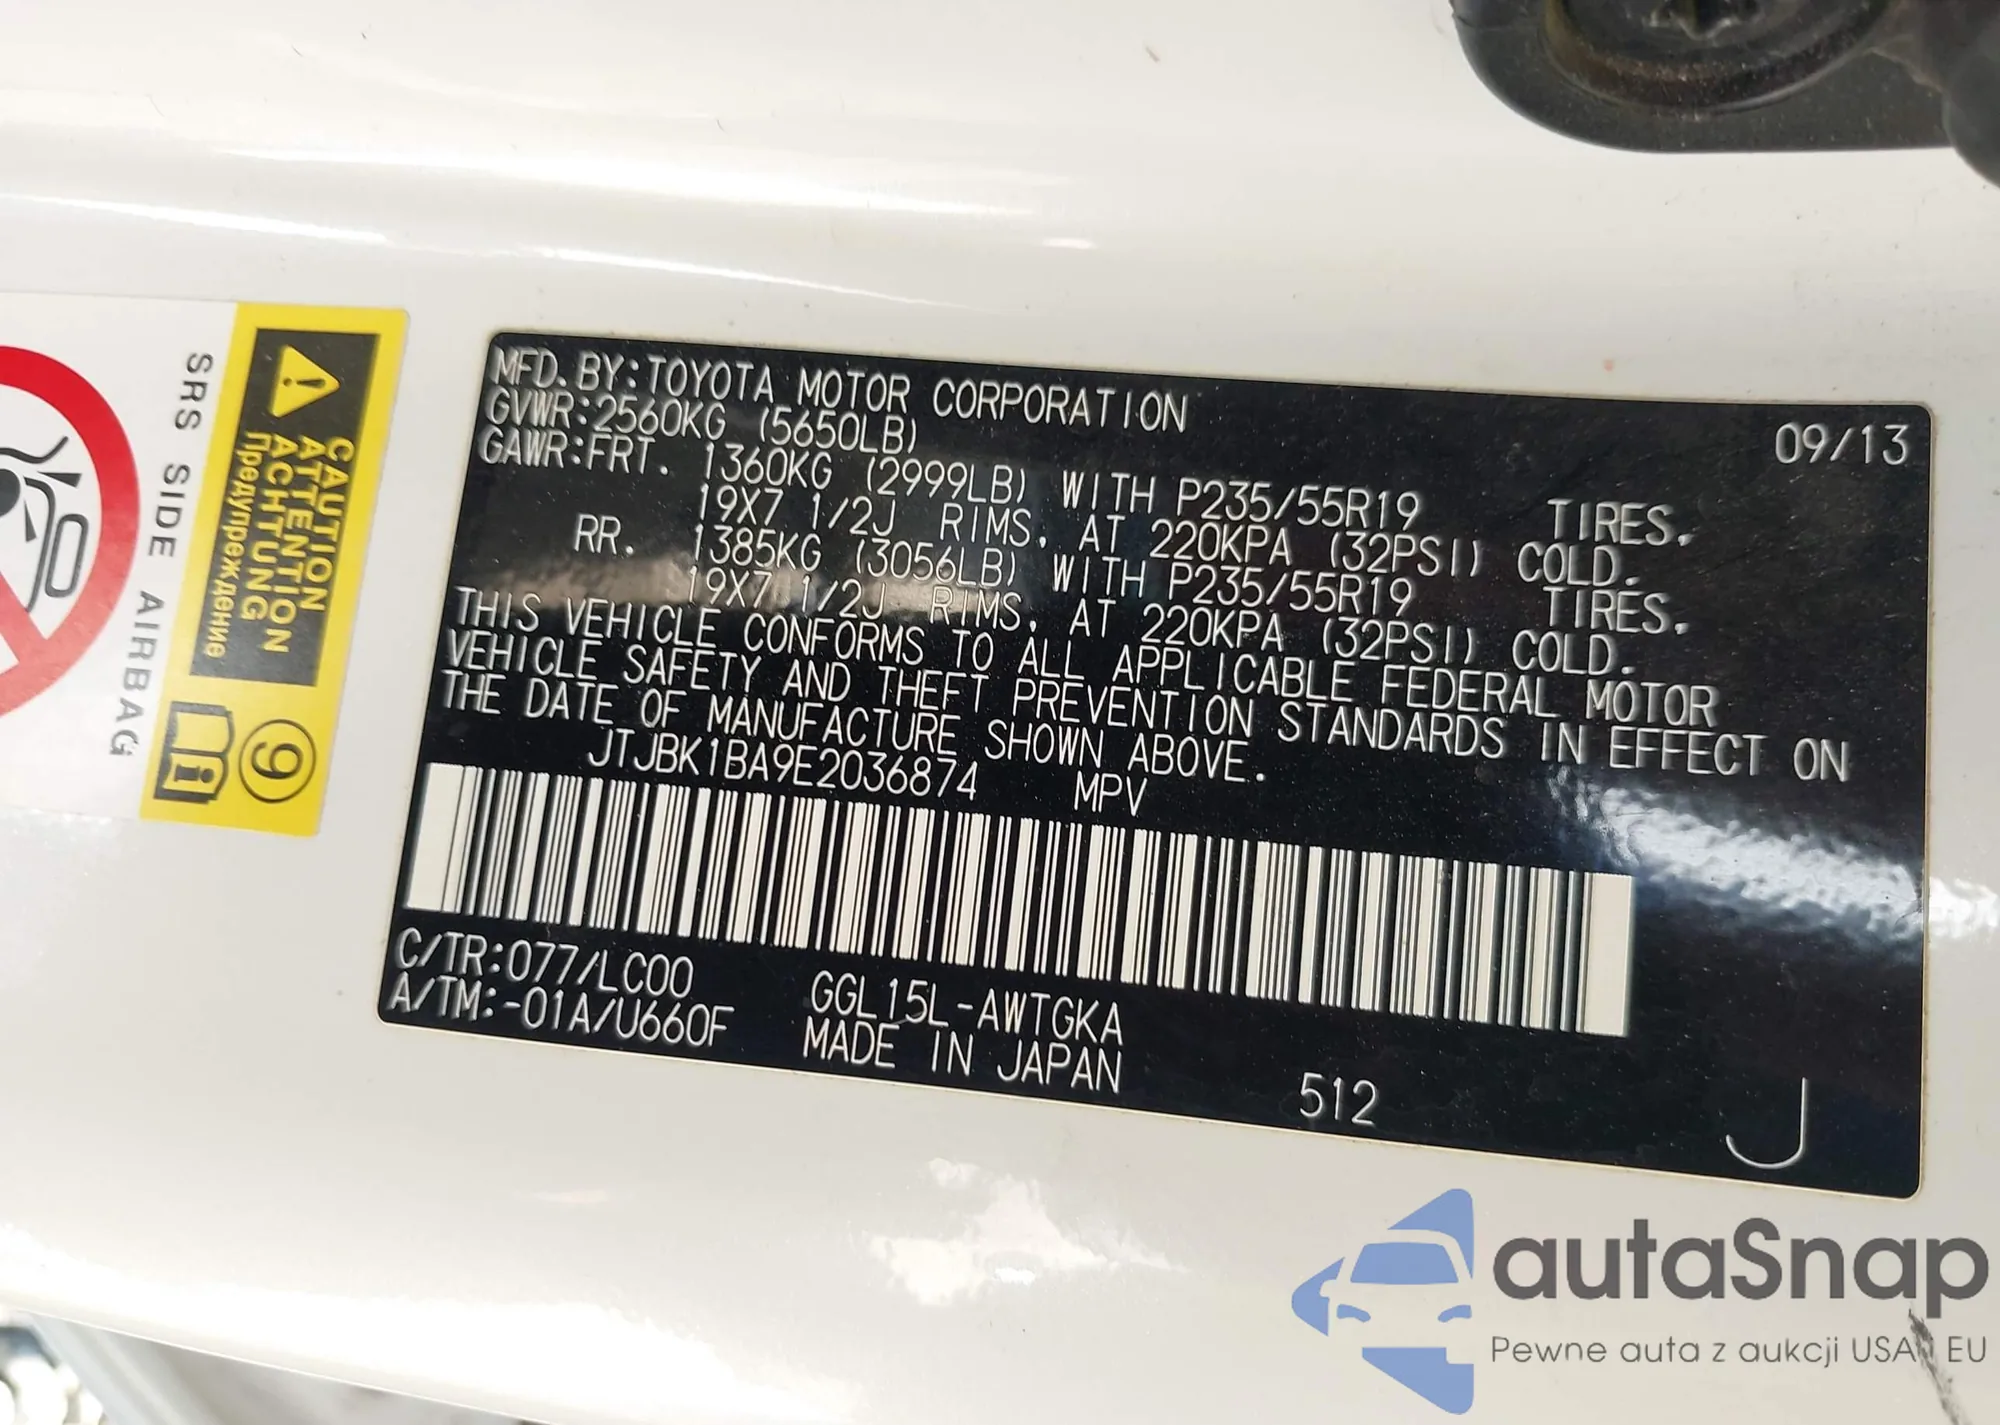 MFD. BY:TOYOTA MOTOR CORPORATION 09/13
GVWR:2560KG (5650LB)
GAWR:FRT. 1360KG (2999LB) WITH P235/55R19 TIRES,
19X7 1/2J RIMS, AT 220KPA (32PSI) COLD.
RR. 1385KG (3056LB) WITH P235/55R19 TIRES,
19X7 1/2J RIMS, AT 220KPA (32PSI) COLD.
THIS VEHICLE CONFORMS TO ALL APPLICABLE FEDERAL MOTOR
VEHICLE SAFETY AND THEFT PREVENTION STANDARDS IN EFFECT ON
THE DATE OF MANUFACTURE SHOWN ABOVE.
JTJBK1BA9E2036874 MPV
C/TR:077/LC00 GGL15L-AWTGKA
A/TM:-01A/U660F MADE IN JAPAN
512 J
CAUTION
ATTENTION
ACHTUNG
Предупреждение
9
i
SRS SIDE AIRBAG
autaSnap
Pewne auta z aukcji USA i EU